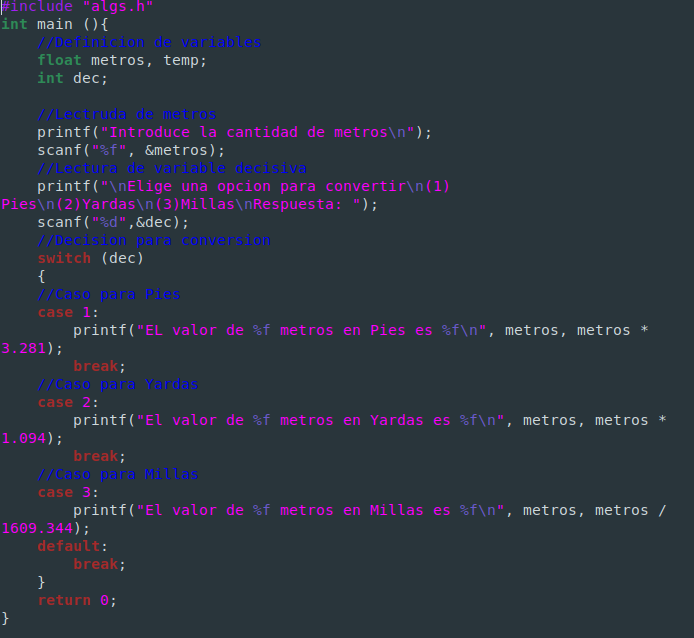 #include "algs.h"
int main (){
    //Definicion de variables
    float metros, temp;
    int dec;

    //Lectruda de metros
    printf("Introduce la cantidad de metros\n");
    scanf("%f", &metros);
    //Lectura de variable decisiva
    printf("\nElige una opcion para convertir\n(1)
Pies\n(2)Yardas\n(3)Millas\nRespuesta: ");
    scanf("%d",&dec);
    //Decision para conversion
    switch (dec)
    {
    //Caso para Pies
    case 1:
        printf("EL valor de %f metros en Pies es %f\n", metros, metros *
3.281);
        break;
    //Caso para Yardas
    case 2:
        printf("El valor de %f metros en Yardas es %f\n", metros, metros *
1.094);
        break;
    //Caso para Millas
    case 3:
        printf("El valor de %f metros en Millas es %f\n", metros, metros /
1609.344);
    default:
        break;
    }
    return 0;
}